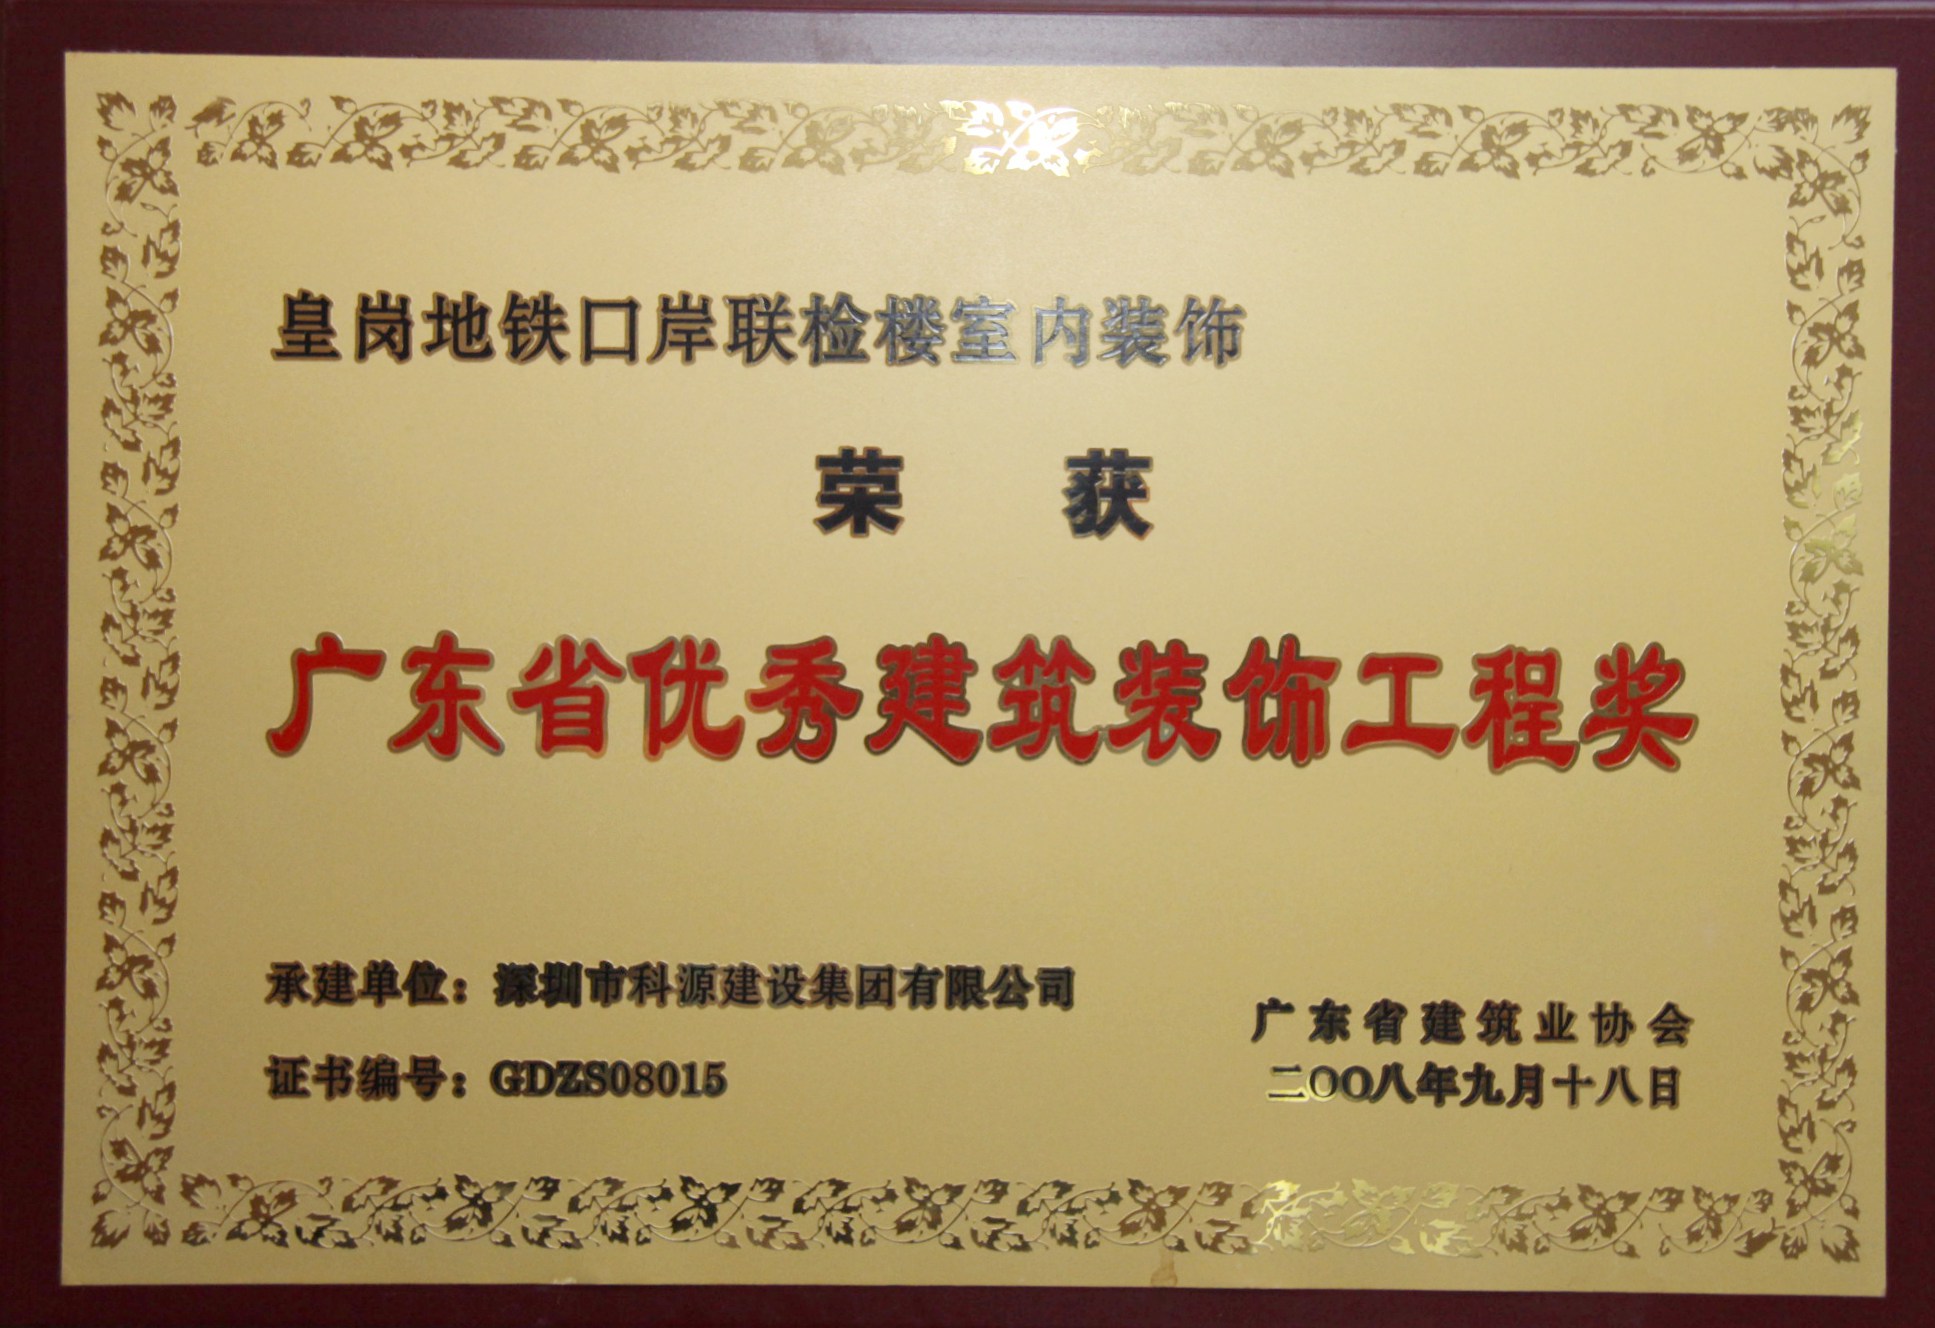 皇岗地铁口岸联检楼室内装饰
荣 获
广东省优秀建筑装饰工程奖
承建单位：深圳市科源建设集团有限公司
证书编号：GDZS08015
广东省建筑业协会
二〇〇八年九月十八日